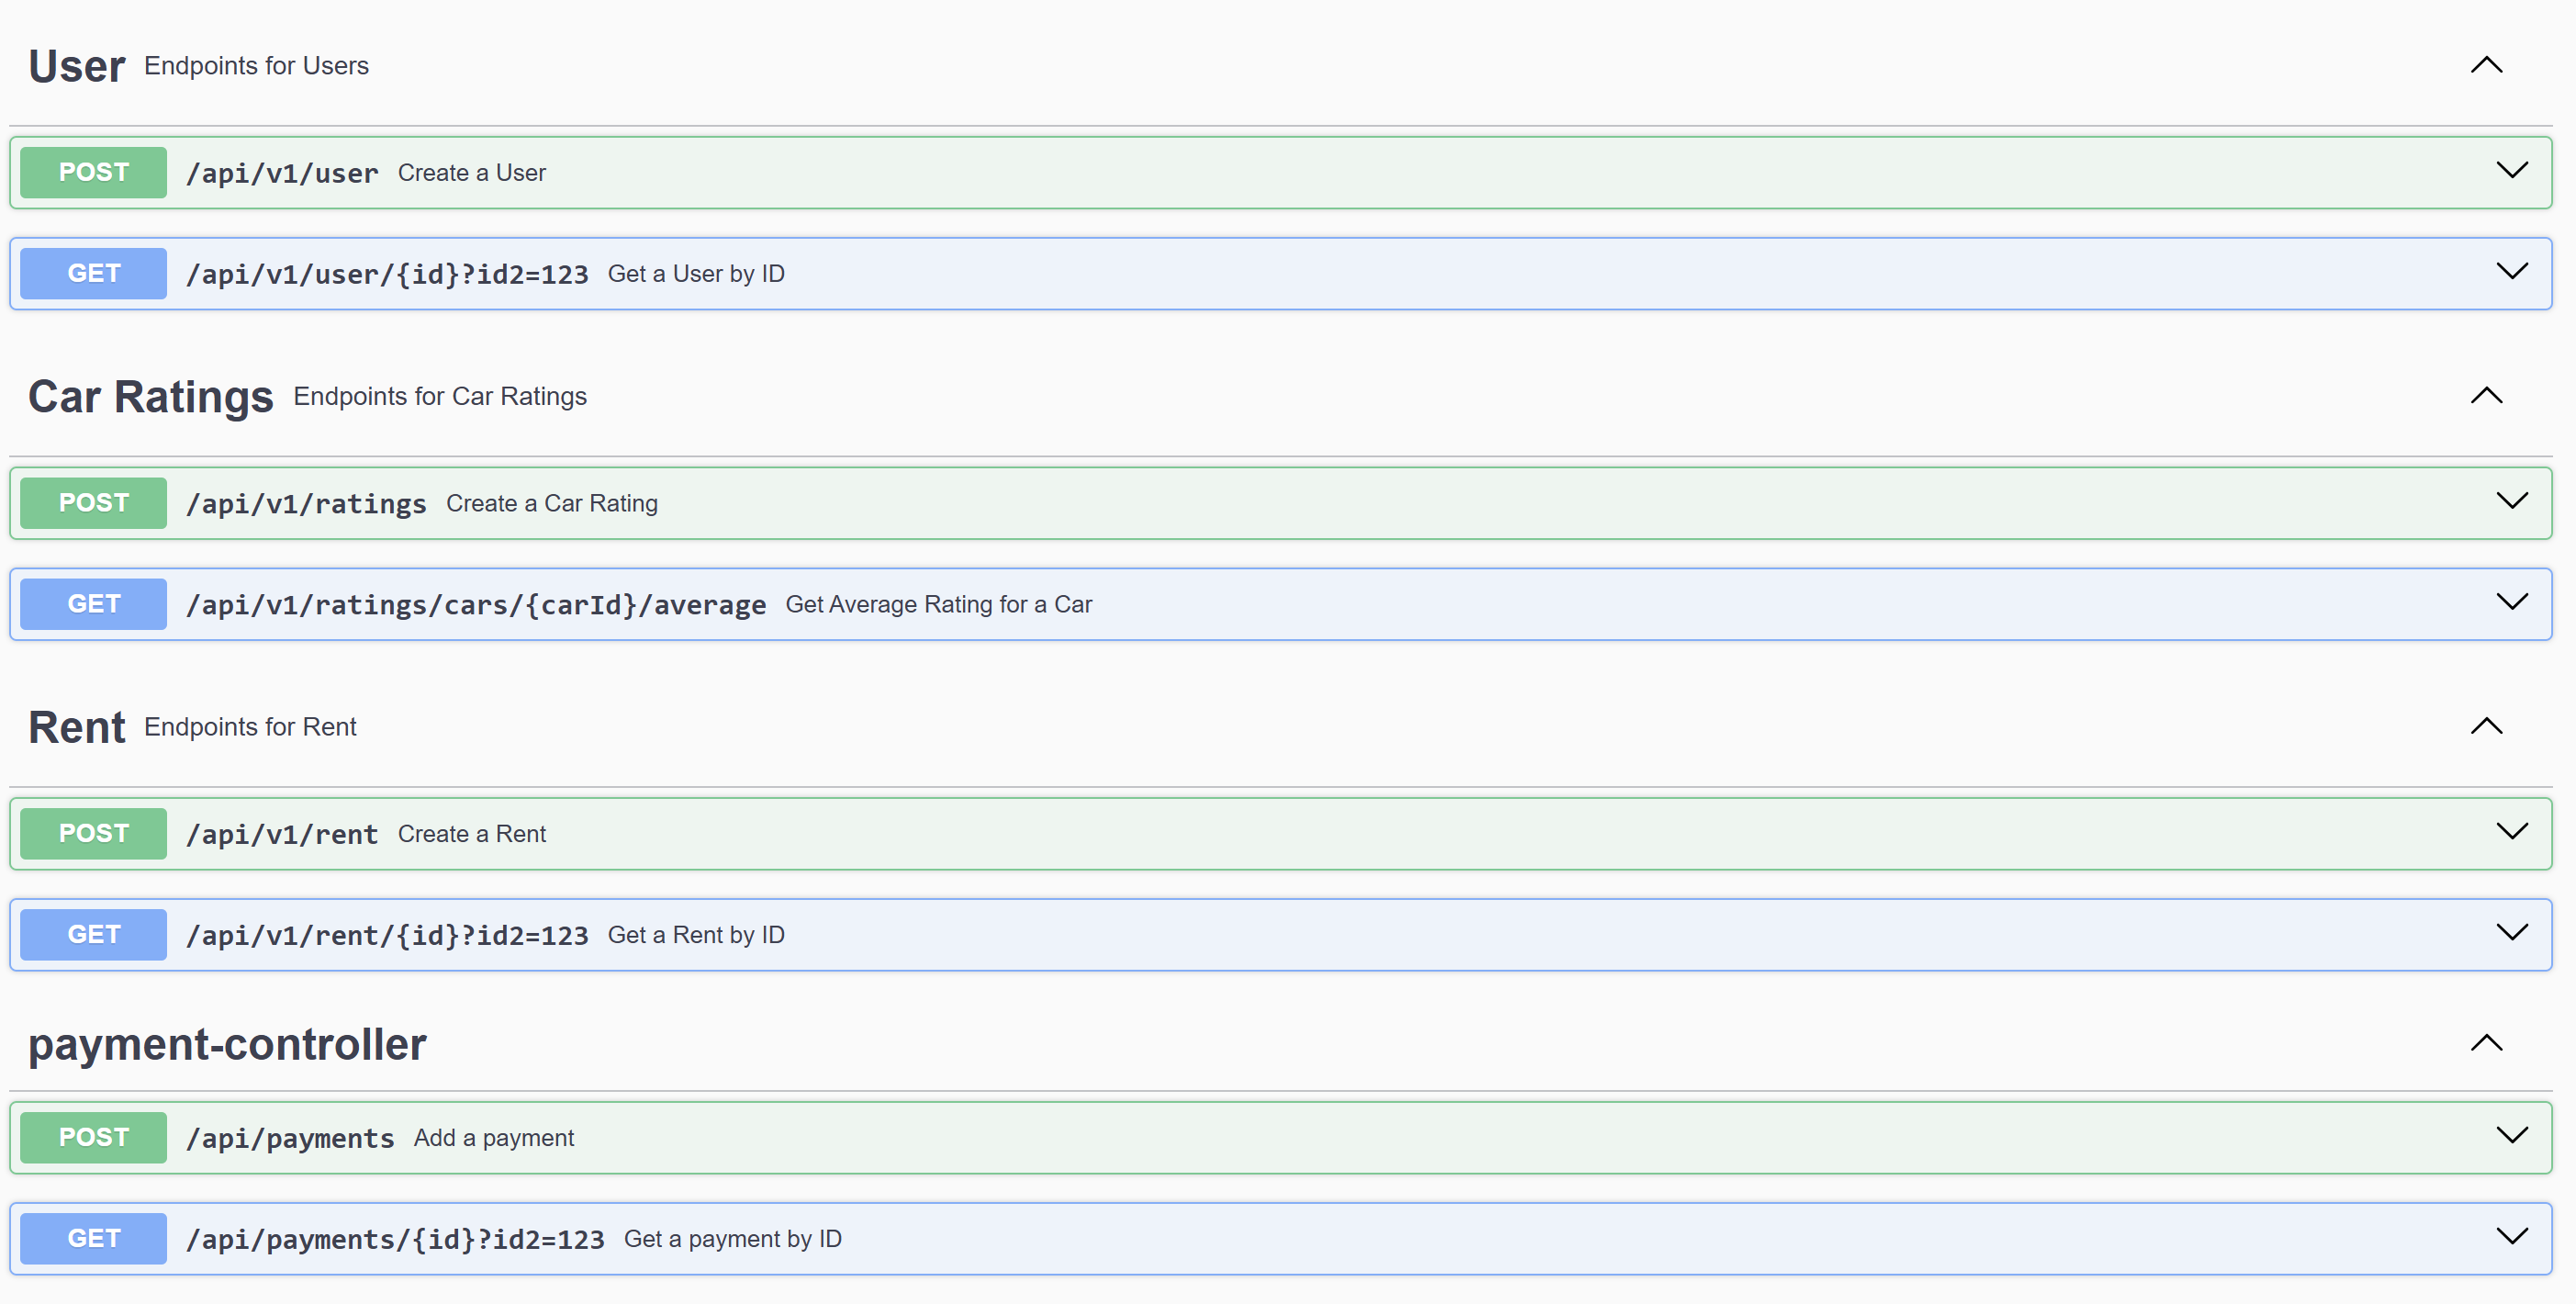 User Endpoints for Users
POST /api/v1/user Create a User
GET /api/v1/user/{id}?id2=123 Get a User by ID
Car Ratings Endpoints for Car Ratings
POST /api/v1/ratings Create a Car Rating
GET /api/v1/ratings/cars/{carId}/average Get Average Rating for a Car
Rent Endpoints for Rent
POST /api/v1/rent Create a Rent
GET /api/v1/rent/{id}?id2=123 Get a Rent by ID
payment-controller
POST /api/payments Add a payment
GET /api/payments/{id}?id2=123 Get a payment by ID